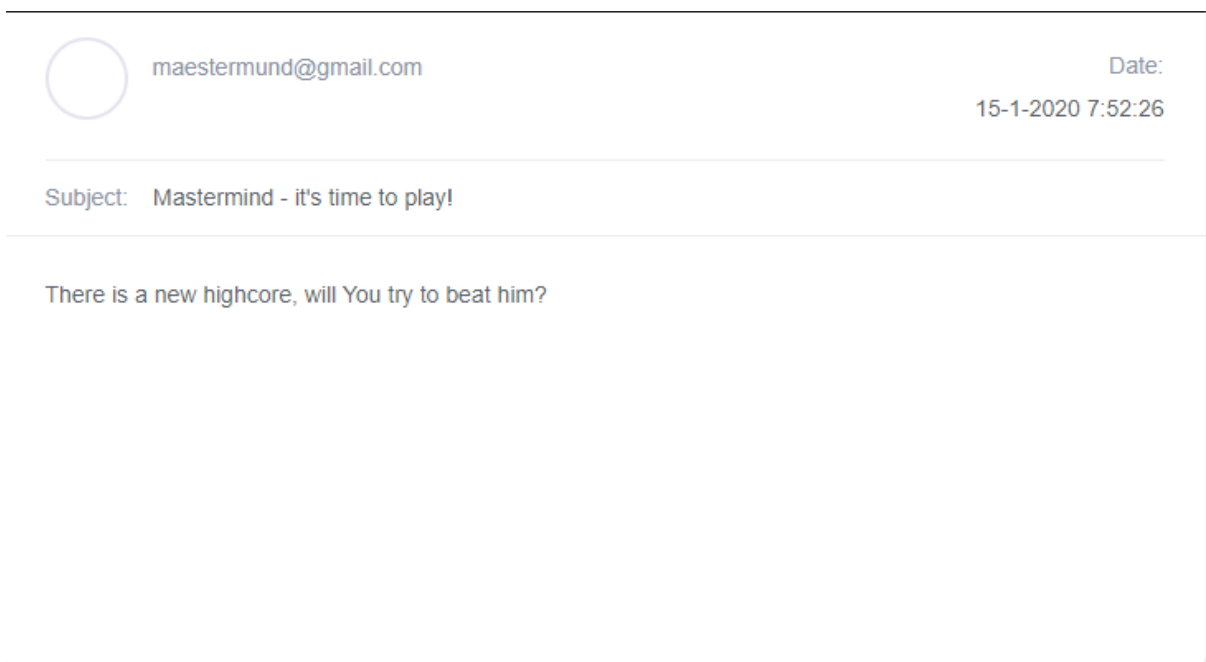 maestermund@gmail.com
Date:
15-1-2020 7:52:26
Subject: Mastermind - it's time to play!
There is a new highcore, will You try to beat him?